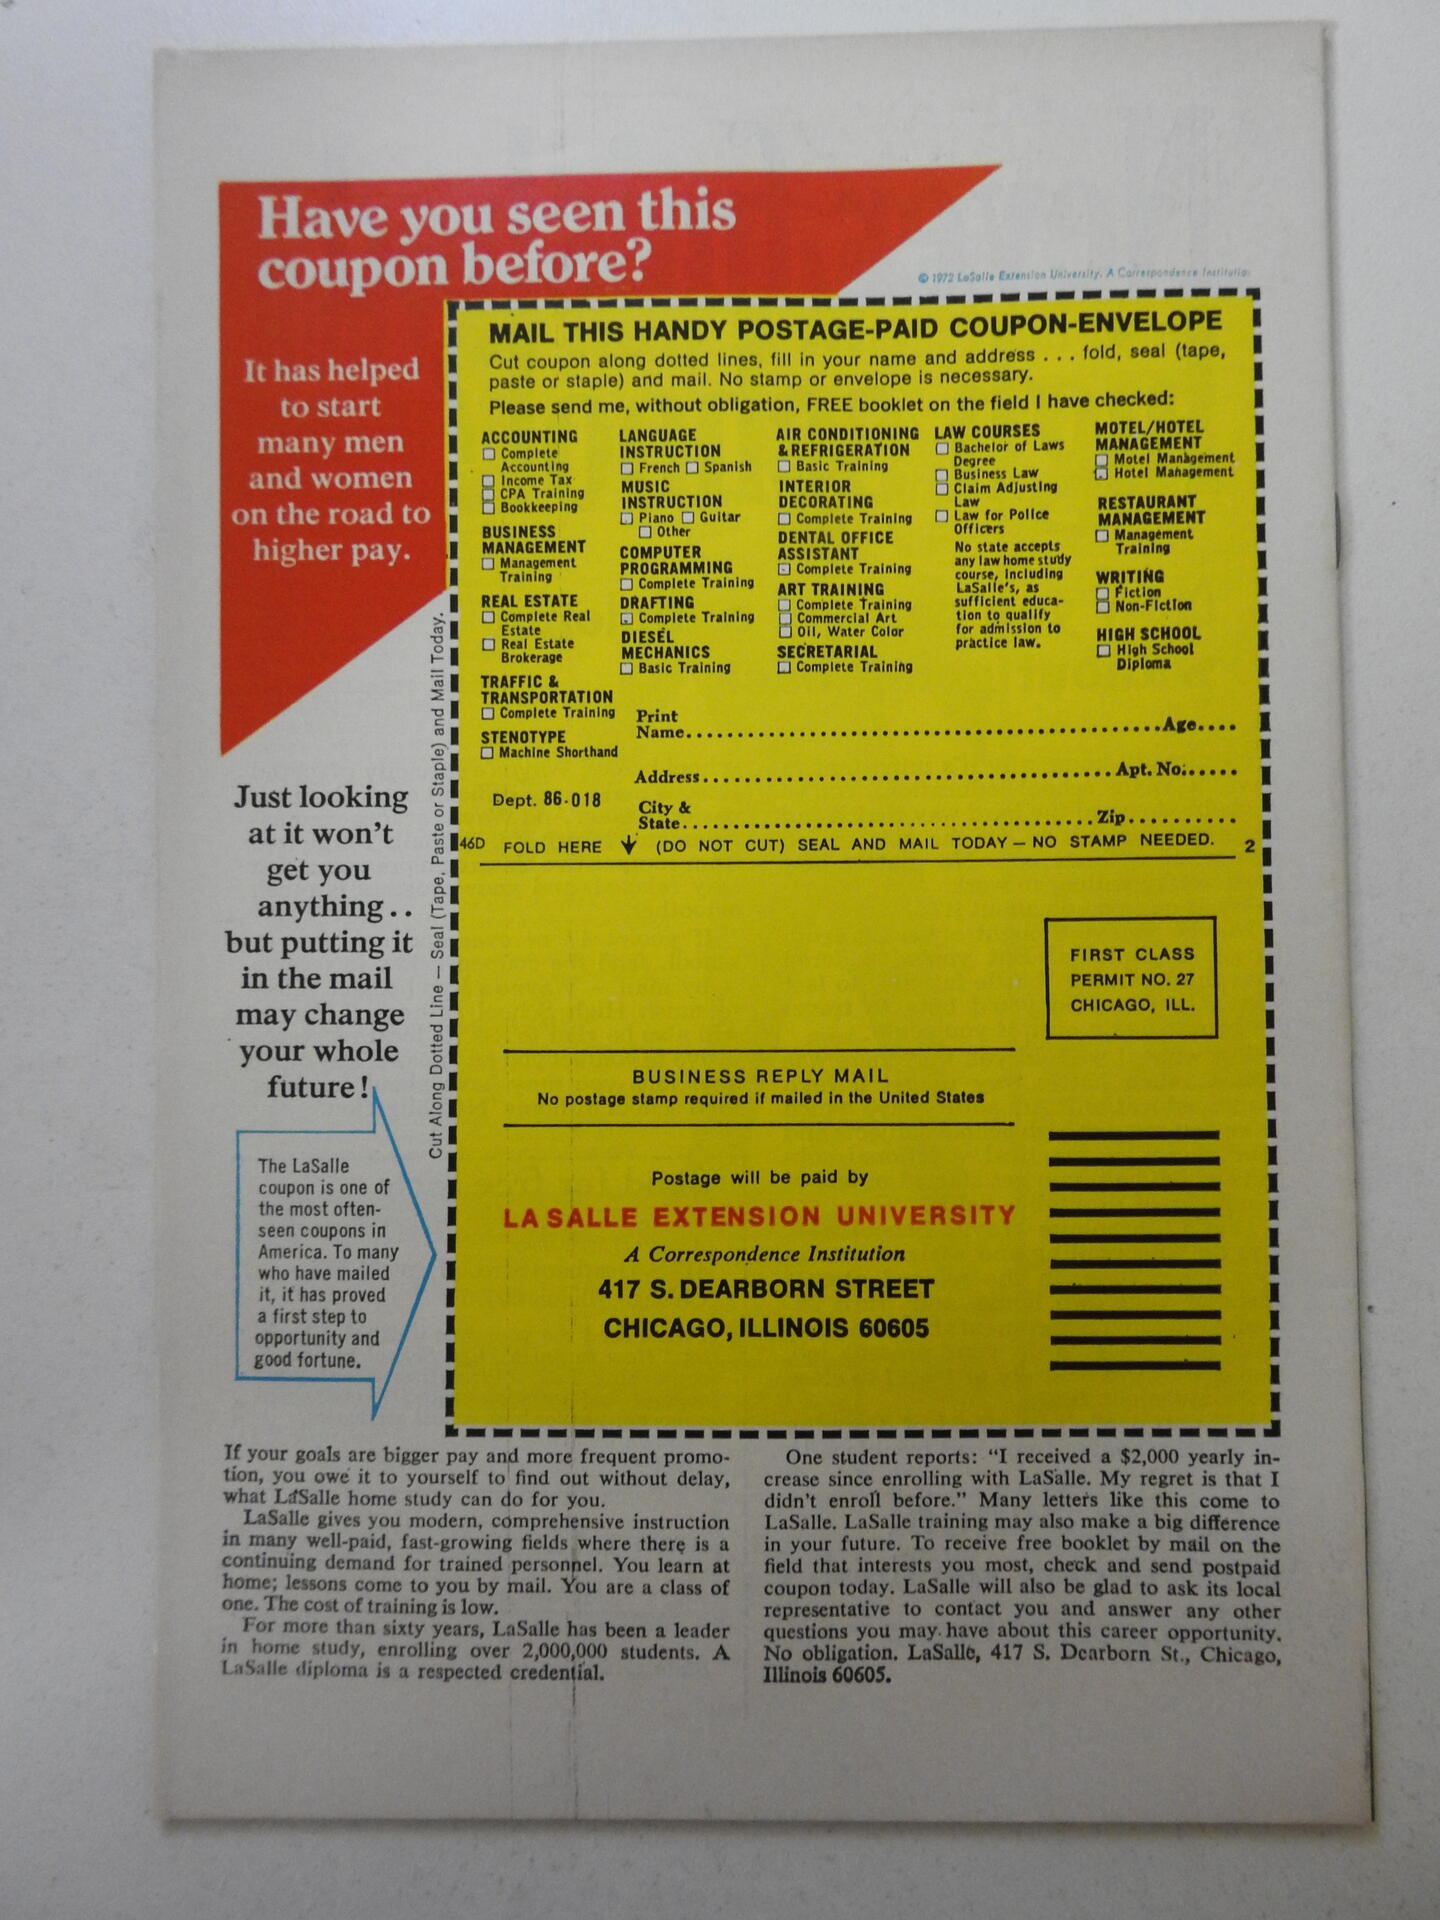 Have you seen this
coupon before?
© 1972 LaSalle Extension University. A Correspondence Institution
It has helped
to start
many men
and women
on the road to
higher pay.
Just looking
at it won't
get you
anything . .
but putting it
in the mail
may change
your whole
future!
The LaSalle
coupon is one of
the most often-
seen coupons in
America. To many
who have mailed
it, it has proved
a first step to
opportunity and
good fortune.
Cut Along Dotted Line — Seal (Tape, Paste or Staple) and Mail Today.
MAIL THIS HANDY POSTAGE-PAID COUPON-ENVELOPE
Cut coupon along dotted lines, fill in your name and address . . . fold, seal (tape,
paste or staple) and mail. No stamp or envelope is necessary.
Please send me, without obligation, FREE booklet on the field I have checked:
ACCOUNTING
Complete
Accounting
Income Tax
CPA Training
Bookkeeping
BUSINESS
MANAGEMENT
Management
Training
REAL ESTATE
Complete Real
Estate
Real Estate
Brokerage
TRAFFIC &
TRANSPORTATION
Complete Training
STENOTYPE
Machine Shorthand
LANGUAGE
INSTRUCTION
French Spanish
MUSIC
INSTRUCTION
Piano Guitar
Other
COMPUTER
PROGRAMMING
Complete Training
DRAFTING
Complete Training
DIESEL
MECHANICS
Basic Training
AIR CONDITIONING
& REFRIGERATION
Basic Training
INTERIOR
DECORATING
Complete Training
DENTAL OFFICE
ASSISTANT
Complete Training
ART TRAINING
Complete Training
Commercial Art
Oil, Water Color
SECRETARIAL
Complete Training
LAW COURSES
Bachelor of Laws
Degree
Business Law
Claim Adjusting
Law
Law for Police
Officers
No state accepts
any law home study
course, including
LaSalle's, as
sufficient educa-
tion to qualify
for admission to
practice law.
MOTEL/HOTEL
MANAGEMENT
Motel Management
Hotel Management
RESTAURANT
MANAGEMENT
Management
Training
WRITING
Fiction
Non-Fiction
HIGH SCHOOL
High School
Diploma
Print
Name Age
Address Apt. No.
Dept. 86-018
City &
State Zip
46D FOLD HERE (DO NOT CUT) SEAL AND MAIL TODAY — NO STAMP NEEDED. 2
FIRST CLASS
PERMIT NO. 27
CHICAGO, ILL.
BUSINESS REPLY MAIL
No postage stamp required if mailed in the United States
Postage will be paid by
LA SALLE EXTENSION UNIVERSITY
A Correspondence Institution
417 S. DEARBORN STREET
CHICAGO, ILLINOIS 60605
If your goals are bigger pay and more frequent promo-
tion, you owe it to yourself to find out without delay,
what LaSalle home study can do for you.
LaSalle gives you modern, comprehensive instruction
in many well-paid, fast-growing fields where there is a
continuing demand for trained personnel. You learn at
home; lessons come to you by mail. You are a class of
one. The cost of training is low.
For more than sixty years, LaSalle has been a leader
in home study, enrolling over 2,000,000 students. A
LaSalle diploma is a respected credential.
One student reports: "I received a $2,000 yearly in-
crease since enrolling with LaSalle. My regret is that I
didn't enroll before." Many letters like this come to
LaSalle. LaSalle training may also make a big difference
in your future. To receive free booklet by mail on the
field that interests you most, check and send postpaid
coupon today. LaSalle will also be glad to ask its local
representative to contact you and answer any other
questions you may have about this career opportunity.
No obligation. LaSalle, 417 S. Dearborn St., Chicago,
Illinois 60605.